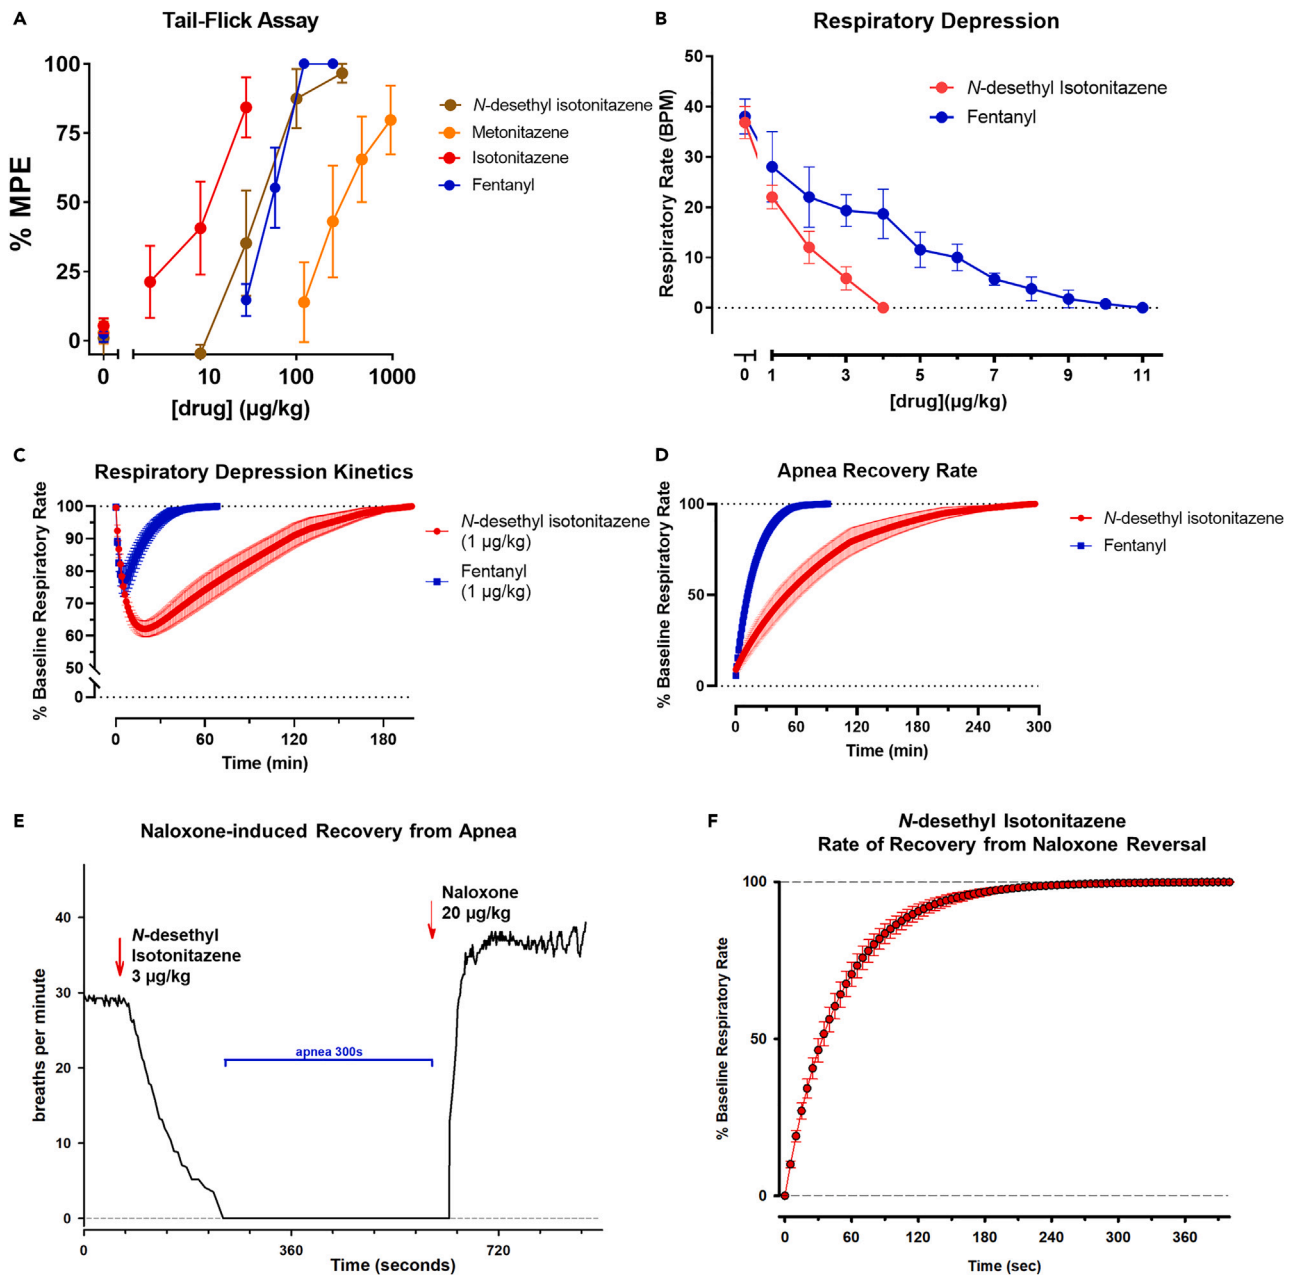 A
Tail-Flick Assay
% MPE
100
75
50
25
0
0
10
100
1000
[drug] (µg/kg)
N-desethyl isotonitazene
Metonitazene
Isotonitazene
Fentanyl
B
Respiratory Depression
Respiratory Rate (BPM)
50
40
30
20
10
0
0
1
3
5
7
9
11
[drug](µg/kg)
N-desethyl Isotonitazene
Fentanyl
C
Respiratory Depression Kinetics
% Baseline Respiratory Rate
100
90
80
70
60
50
0
0
60
120
180
Time (min)
N-desethyl isotonitazene
(1 µg/kg)
Fentanyl
(1 µg/kg)
D
Apnea Recovery Rate
% Baseline Respiratory Rate
100
50
0
0
60
120
180
240
300
Time (min)
N-desethyl isotonitazene
Fentanyl
E
Naloxone-induced Recovery from Apnea
breaths per minute
40
30
20
10
0
0
360
720
Time (seconds)
N-desethyl
Isotonitazene
3 µg/kg
apnea 300s
Naloxone
20 µg/kg
F
N-desethyl Isotonitazene
Rate of Recovery from Naloxone Reversal
% Baseline Respiratory Rate
100
50
0
0
60
120
180
240
300
360
Time (sec)